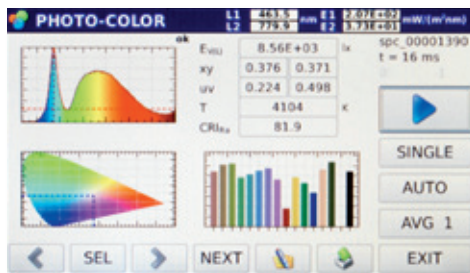 PHOTO-COLOR L1 463.5 nm E1 2.07E+02 mW/(m²nm)
L2 779.9 E2 3.73E+01
ok
E_V(L) 8.56E+03 lx
spc_00001390
t = 16 ms
xy 0.376 0.371
uv 0.224 0.498
T 4104 K
CRI_Ra 81.9
SINGLE
AUTO
AVG 1
SEL NEXT EXIT